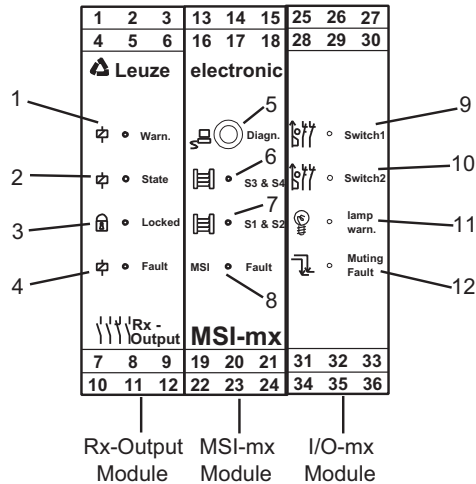 1 2 3 13 14 15 25 26 27
4 5 6 16 17 18 28 29 30
Leuze electronic
1 5 9
Warn. Diagn. Switch1
6
2 State S3 & S4 Switch2 10
7
3 Locked S1 & S2 lamp warn. 11
4 Fault MSI Fault Muting Fault 12
8
Rx - Output MSI-mx
7 8 9 19 20 21 31 32 33
10 11 12 22 23 24 34 35 36
Rx-Output MSI-mx I/O-mx
Module Module Module